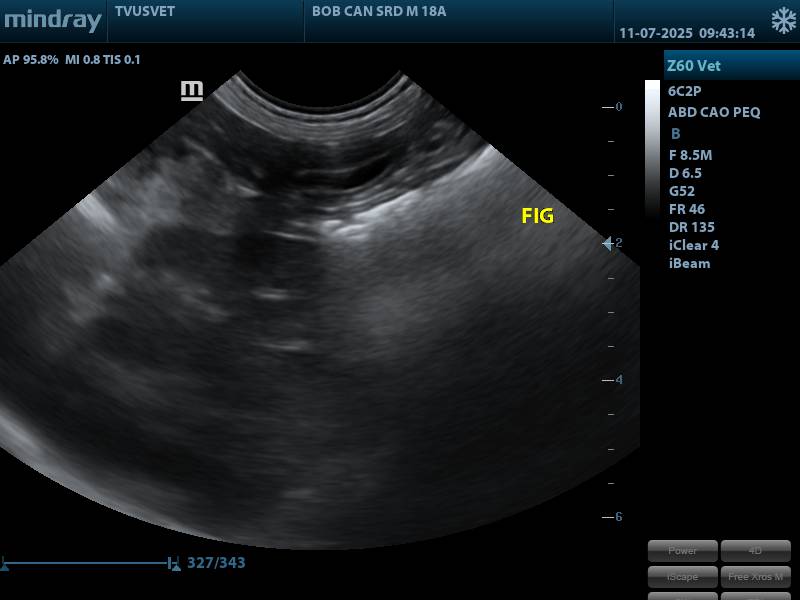 mindray
TVUSVET
BOB CAN SRD M 18A
11-07-2025 09:43:14
AP 95.8% MI 0.8 TIS 0.1
m
Z60 Vet
6C2P
ABD CAO PEQ
B
F 8.5M
D 6.5
G52
FR 46
DR 135
iClear 4
iBeam
FIG
0
2
4
6
327/343
Power
4D
iScape
Free Xros M